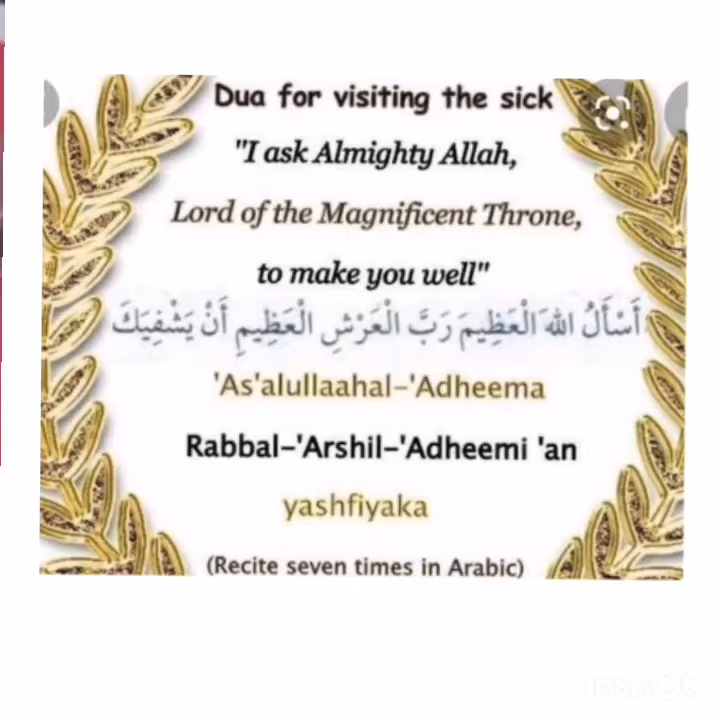 Dua for visiting the sick
"I ask Almighty Allah,
Lord of the Magnificent Throne,
to make you well"
أَسْأَلُ اللهَ الْعَظِيمَ رَبَّ الْعَرْشِ الْعَظِيمِ أَنْ يَشْفِيَكَ
'As'alullaahal-'Adheema
Rabbal-'Arshil-'Adheemi 'an
yashfiyaka
(Recite seven times in Arabic)